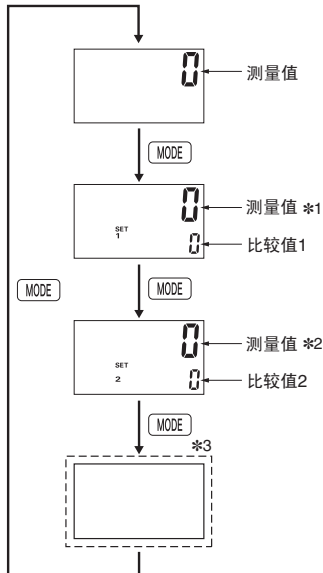 0 测量值
MODE
0 测量值 *1
SET
1 0 比较值1
MODE
MODE
0 测量值 *2
SET
2 0 比较值2
MODE
*3